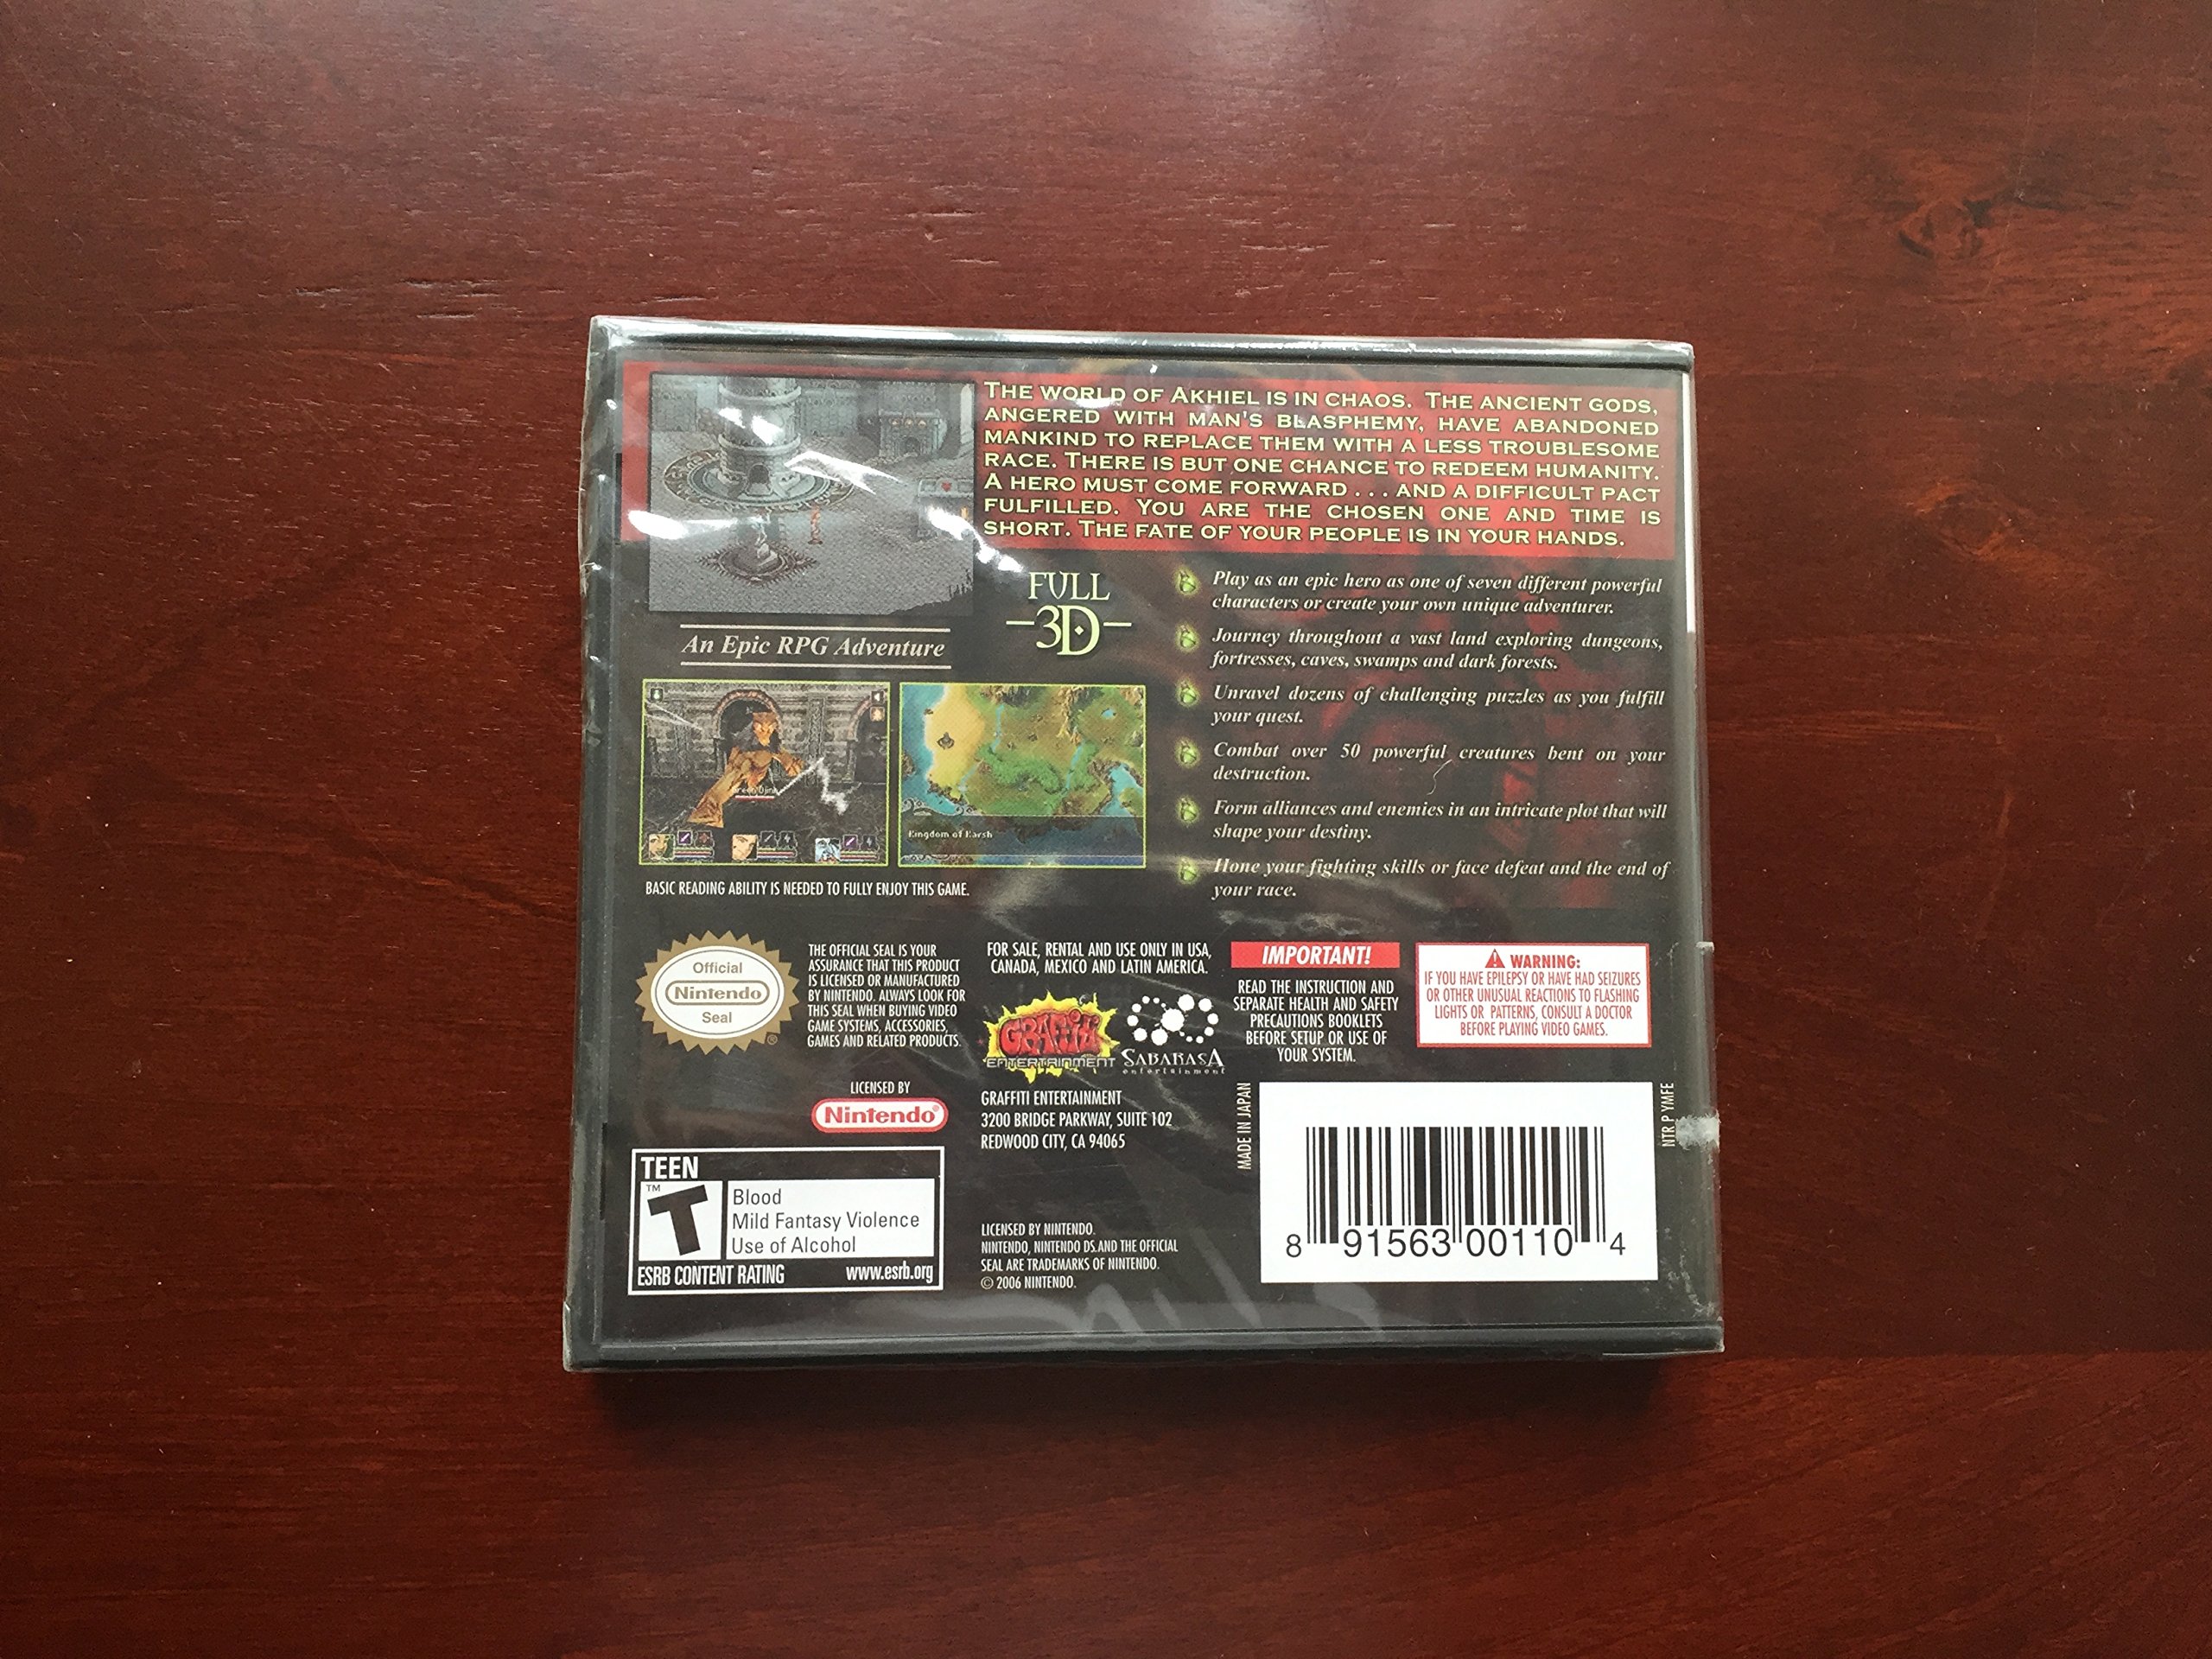 THE WORLD OF AKHIEL IS IN CHAOS. THE ANCIENT GODS,
ANGERED WITH MAN'S BLASPHEMY, HAVE ABANDONED
MANKIND TO REPLACE THEM WITH A LESS TROUBLESOME
RACE. THERE IS BUT ONE CHANCE TO REDEEM HUMANITY.
A HERO MUST COME FORWARD . . . AND A DIFFICULT PACT
FULFILLED. YOU ARE THE CHOSEN ONE AND TIME IS
SHORT. THE FATE OF YOUR PEOPLE IS IN YOUR HANDS.
An Epic RPG Adventure
FULL
3D
Play as an epic hero as one of seven different powerful
characters or create your own unique adventurer.
Journey throughout a vast land exploring dungeons,
fortresses, caves, swamps and dark forests.
Unravel dozens of challenging puzzles as you fulfill
your quest.
Combat over 50 powerful creatures bent on your
destruction.
Form alliances and enemies in an intricate plot that will
shape your destiny.
Hone your fighting skills or face defeat and the end of
your race.
Green Djinn
Kingdom of Karsh
BASIC READING ABILITY IS NEEDED TO FULLY ENJOY THIS GAME.
Official
Nintendo
Seal
®
THE OFFICIAL SEAL IS YOUR
ASSURANCE THAT THIS PRODUCT
IS LICENSED OR MANUFACTURED
BY NINTENDO. ALWAYS LOOK FOR
THIS SEAL WHEN BUYING VIDEO
GAME SYSTEMS, ACCESSORIES,
GAMES AND RELATED PRODUCTS.
LICENSED BY
Nintendo®
FOR SALE, RENTAL AND USE ONLY IN USA,
CANADA, MEXICO AND LATIN AMERICA.
GRAFFITI
ENTERTAINMENT
SABARASA
entertainment
GRAFFITI ENTERTAINMENT
3200 BRIDGE PARKWAY, SUITE 102
REDWOOD CITY, CA 94065
IMPORTANT!
READ THE INSTRUCTION AND
SEPARATE HEALTH AND SAFETY
PRECAUTIONS BOOKLETS
BEFORE SETUP OR USE OF
YOUR SYSTEM.
WARNING:
IF YOU HAVE EPILEPSY OR HAVE HAD SEIZURES
OR OTHER UNUSUAL REACTIONS TO FLASHING
LIGHTS OR PATTERNS, CONSULT A DOCTOR
BEFORE PLAYING VIDEO GAMES.
TEEN
T
TM
Blood
Mild Fantasy Violence
Use of Alcohol
ESRB CONTENT RATING www.esrb.org
LICENSED BY NINTENDO.
NINTENDO, NINTENDO DS.AND THE OFFICIAL
SEAL ARE TRADEMARKS OF NINTENDO.
© 2006 NINTENDO.
MADE IN JAPAN
8 91563 00110 4
NTR P YMFE